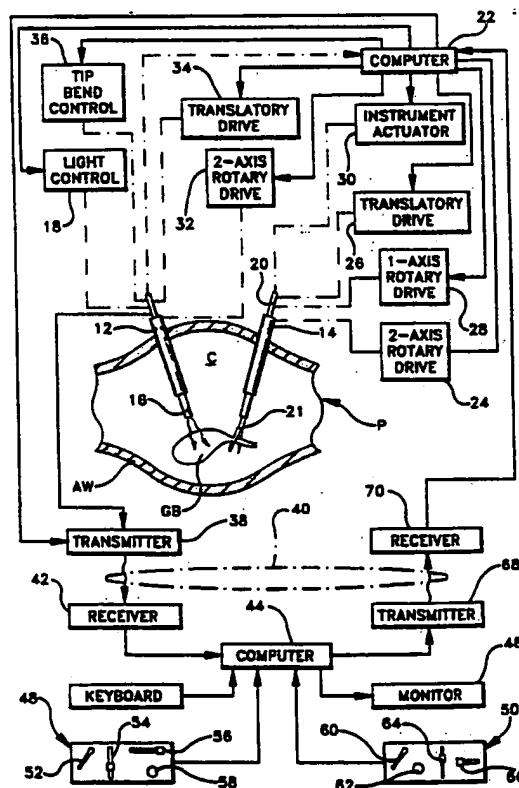 36
TIP
BEND
CONTROL
34
COMPUTER
22
TRANSLATORY
DRIVE
INSTRUMENT
ACTUATOR
30
LIGHT
CONTROL
18
2-AXIS
ROTARY
DRIVE
32
TRANSLATORY
DRIVE
26
20
1-AXIS
ROTARY
DRIVE
28
12
14
C
2-AXIS
ROTARY
DRIVE
24
16
21
P
AW
GB
TRANSMITTER
38
40
70
RECEIVER
42
RECEIVER
44
COMPUTER
TRANSMITTER
68
KEYBOARD
MONITOR
46
48
54
56
52
58
60
64
50
62
66